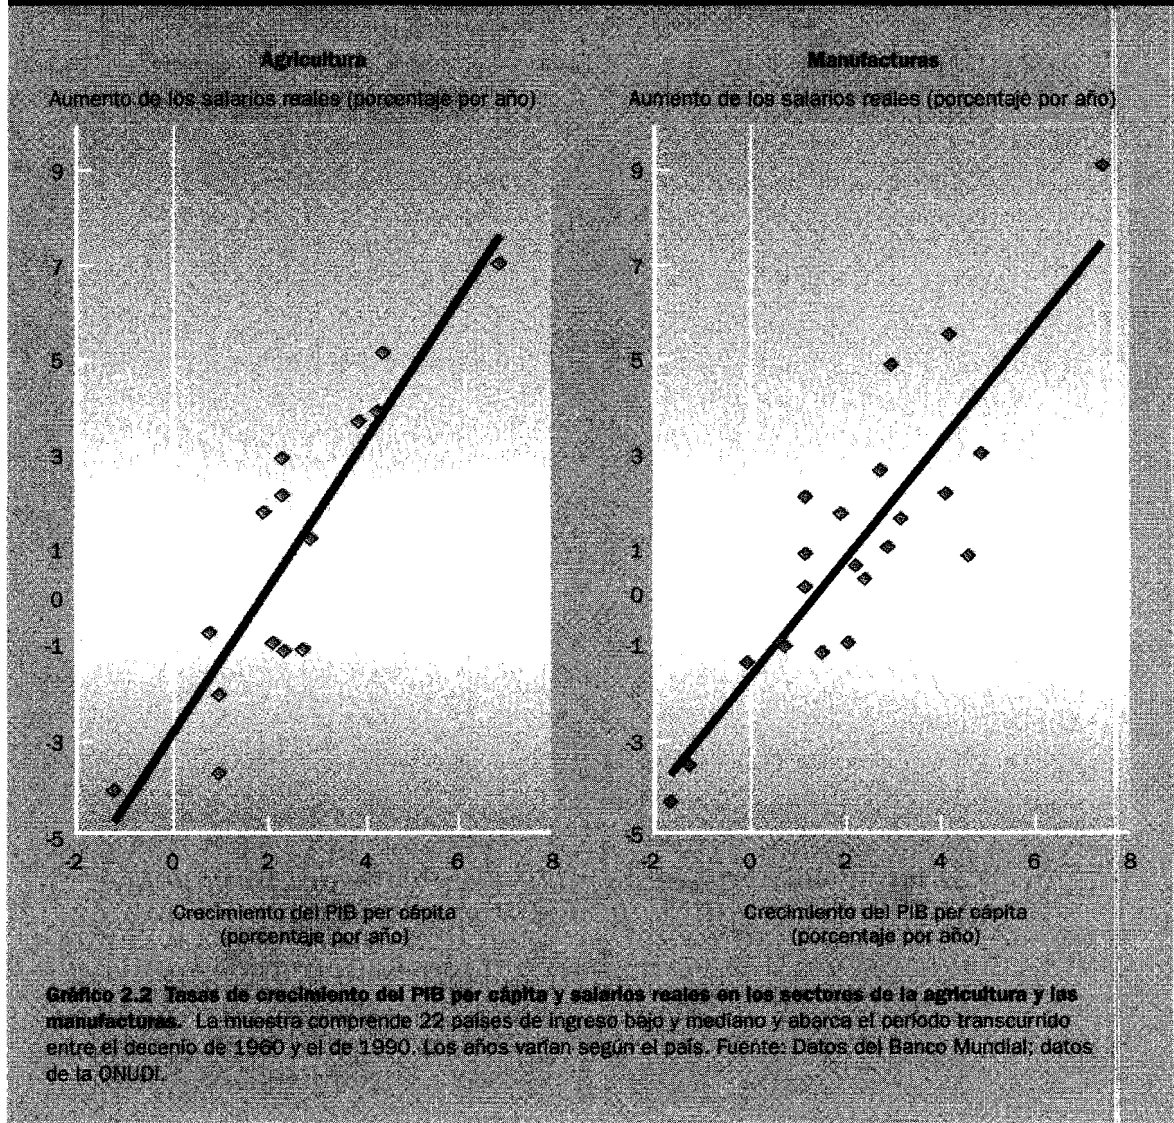 Agricultura
Aumento de los salarios reales (porcentaje por año)
9
7
5
3
1
0
-1
-3
-5
-2 0 2 4 6 8
Crecimiento del PIB per cápita
(porcentaje por año)
Manufacturas
Aumento de los salarios reales (porcentaje por año)
9
7
5
3
1
0
-1
-3
-5
-2 0 2 4 6 8
Crecimiento del PIB per cápita
(porcentaje por año)
Gráfico 2.2 Tasas de crecimiento del PIB per cápita y salarios reales en los sectores de la agricultura y las
manufacturas. La muestra comprende 22 países de ingreso bajo y mediano y abarca el período transcurrido
entre el decenio de 1960 y el de 1990. Los años varían según el país. Fuente: Datos del Banco Mundial; datos
de la ONUDI.